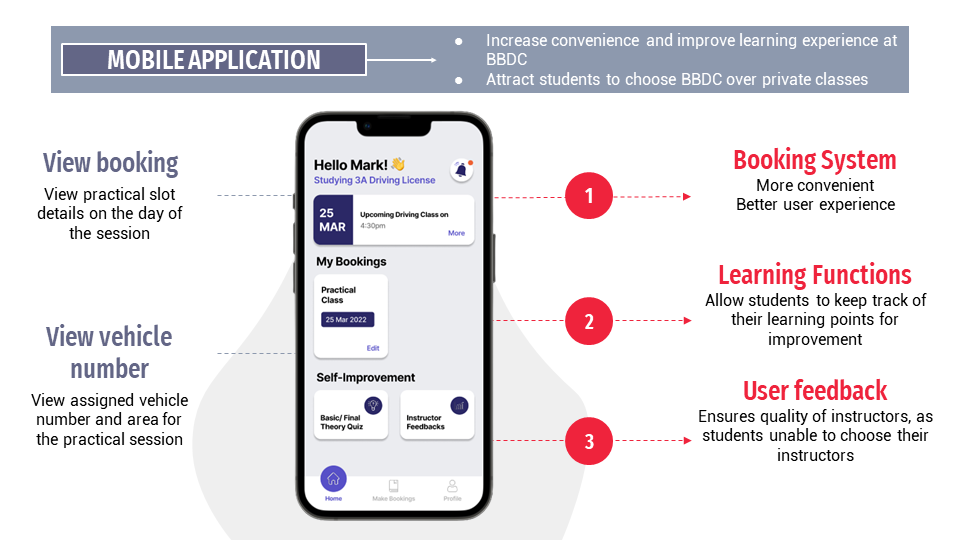 MOBILE APPLICATION
● Increase convenience and improve learning experience at
BBDC
● Attract students to choose BBDC over private classes
View booking
View practical slot
details on the day of
the session
View vehicle
number
View assigned vehicle
number and area for
the practical session
Hello Mark! 👋
Studying 3A Driving License
25
MAR
Upcoming Driving Class on
4:30pm
More
My Bookings
Practical
Class
25 Mar 2022
Edit
Self-Improvement
Basic/ Final
Theory Quiz
Instructor
Feedbacks
Home
Make Bookings
Profile
1
Booking System
More convenient
Better user experience
2
Learning Functions
Allow students to keep track of
their learning points for
improvement
3
User feedback
Ensures quality of instructors, as
students unable to choose their
instructors